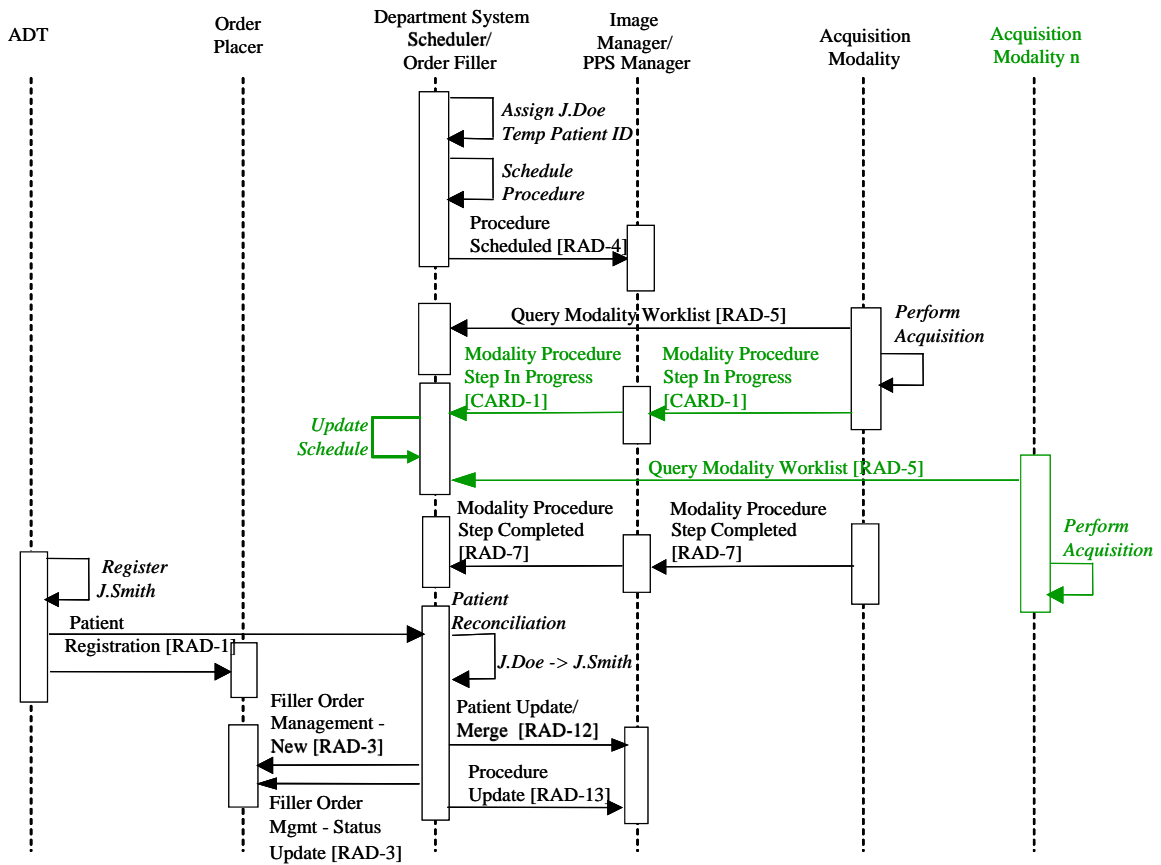 ADT
Order
Placer
Department System
Scheduler/
Order Filler
Image
Manager/
PPS Manager
Acquisition
Modality
Acquisition
Modality n
Assign J.Doe
Temp Patient ID
Schedule
Procedure
Procedure
Scheduled [RAD-4]
Query Modality Worklist [RAD-5]
Perform
Acquisition
Modality Procedure
Step In Progress
[CARD-1]
Modality Procedure
Step In Progress
[CARD-1]
Update
Schedule
Query Modality Worklist [RAD-5]
Modality Procedure
Step Completed
[RAD-7]
Modality Procedure
Step Completed
[RAD-7]
Perform
Acquisition
Register
J.Smith
Patient
Registration [RAD-1]
Patient
Reconciliation
J.Doe -> J.Smith
Filler Order
Management -
New [RAD-3]
Patient Update/
Merge [RAD-12]
Procedure
Update [RAD-13]
Filler Order
Mgmt - Status
Update [RAD-3]